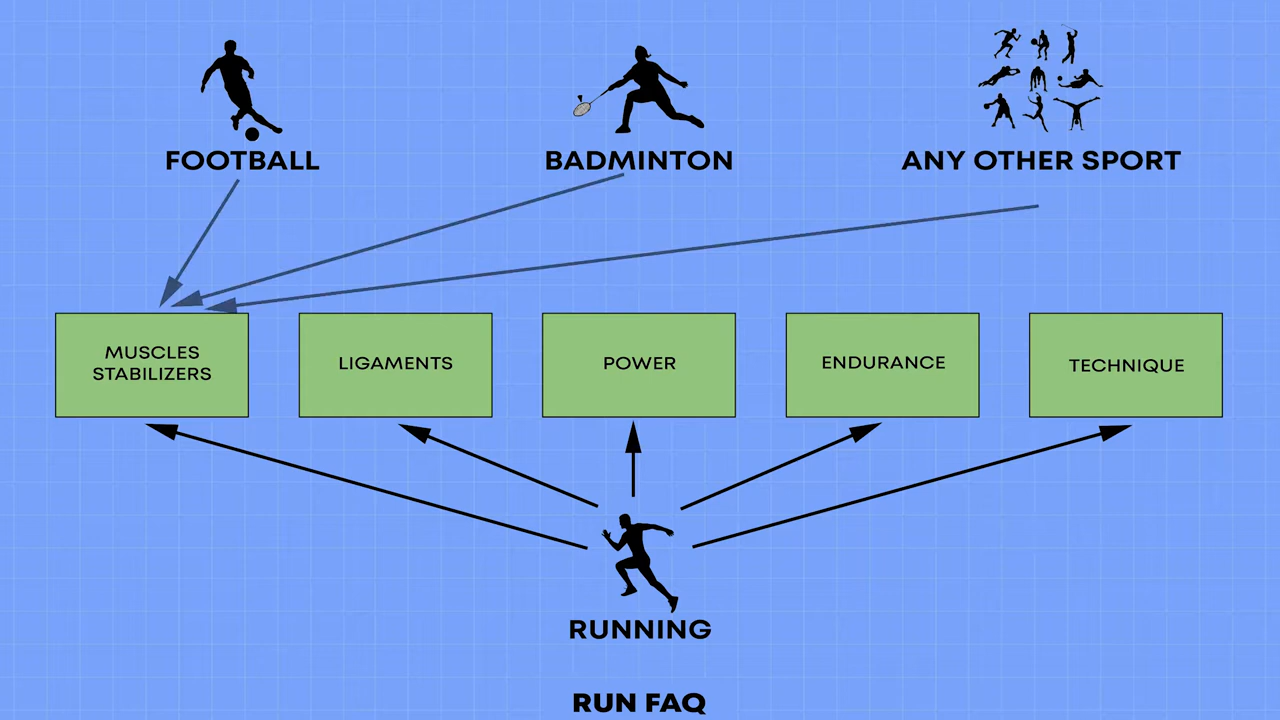 FOOTBALL
BADMINTON
ANY OTHER SPORT
MUSCLES
STABILIZERS
LIGAMENTS
POWER
ENDURANCE
TECHNIQUE
RUNNING
RUN FAQ